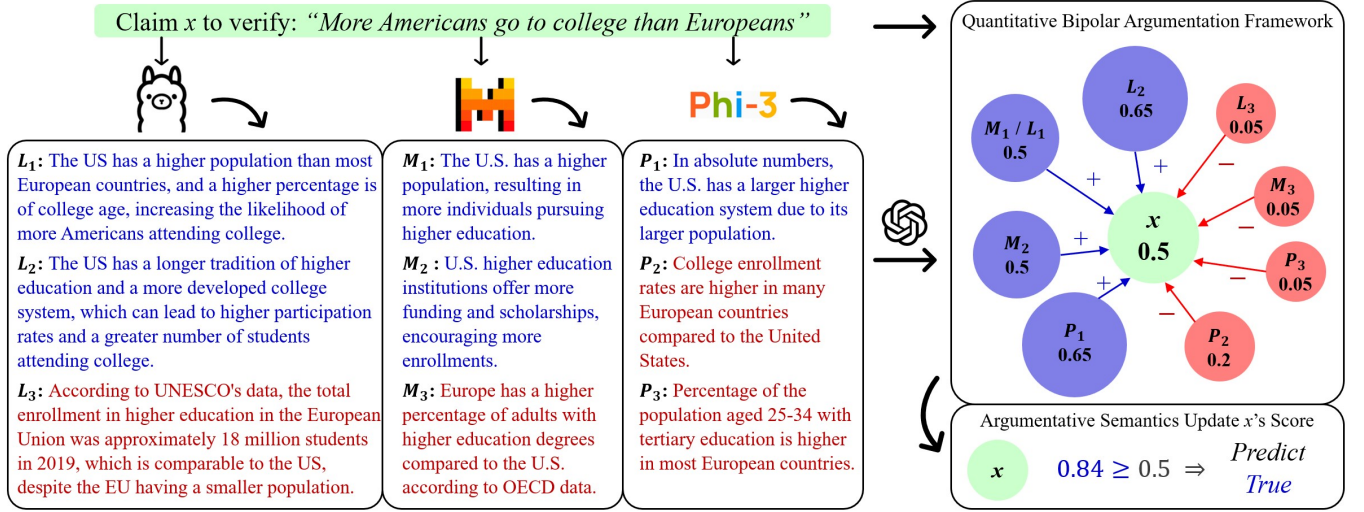 Claim x to verify: “More Americans go to college than Europeans”
Phi-3
L1: The US has a higher population than most
European countries, and a higher percentage is
of college age, increasing the likelihood of
more Americans attending college.
L2: The US has a longer tradition of higher
education and a more developed college
system, which can lead to higher participation
rates and a greater number of students
attending college.
L3: According to UNESCO's data, the total
enrollment in higher education in the European
Union was approximately 18 million students
in 2019, which is comparable to the US,
despite the EU having a smaller population.
M1: The U.S. has a higher
population, resulting in
more individuals pursuing
higher education.
M2 : U.S. higher education
institutions offer more
funding and scholarships,
encouraging more
enrollments.
M3: Europe has a higher
percentage of adults with
higher education degrees
compared to the U.S.
according to OECD data.
P1: In absolute numbers,
the U.S. has a larger higher
education system due to its
larger population.
P2: College enrollment
rates are higher in many
European countries
compared to the United
States.
P3: Percentage of the
population aged 25-34 with
tertiary education is higher
in most European countries.
Quantitative Bipolar Argumentation Framework
L2
0.65
L3
0.05
M1 / L1
0.5
M3
0.05
x
0.5
M2
0.5
P3
0.05
P1
0.65
P2
0.2
+
+
+
+
−
−
−
−
Argumentative Semantics Update x's Score
x
0.84 ≥ 0.5 ⇒
Predict
True